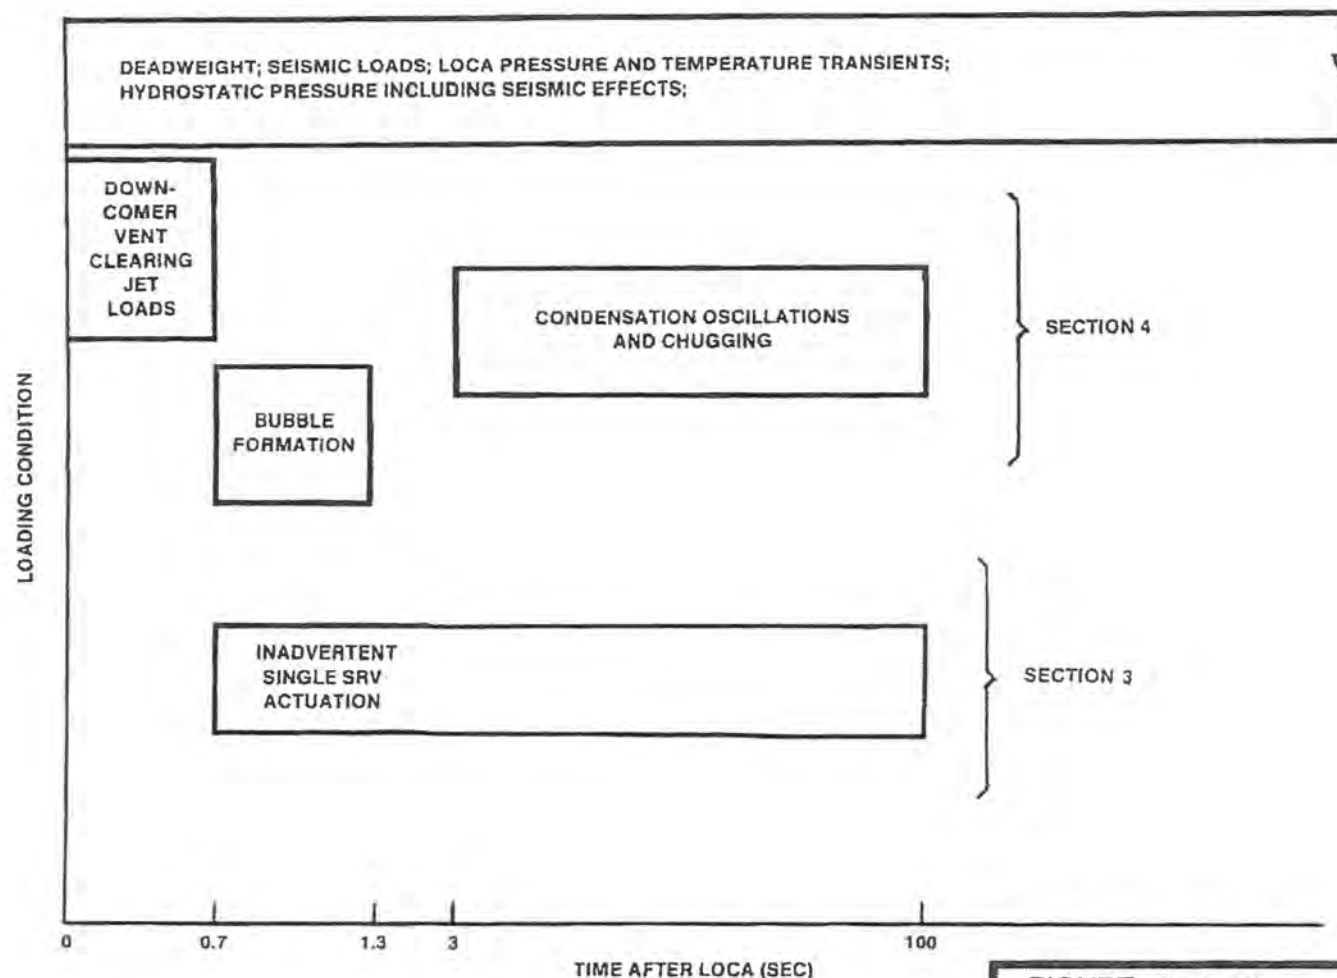 DEADWEIGHT; SEISMIC LOADS; LOCA PRESSURE AND TEMPERATURE TRANSIENTS;
HYDROSTATIC PRESSURE INCLUDING SEISMIC EFFECTS;
DOWN-
COMER
VENT
CLEARING
JET
LOADS
CONDENSATION OSCILLATIONS
AND CHUGGING
SECTION 4
BUBBLE
FORMATION
LOADING CONDITION
INADVERTENT
SINGLE SRV
ACTUATION
SECTION 3
0 0.7 1.3 3 100
TIME AFTER LOCA (SEC)